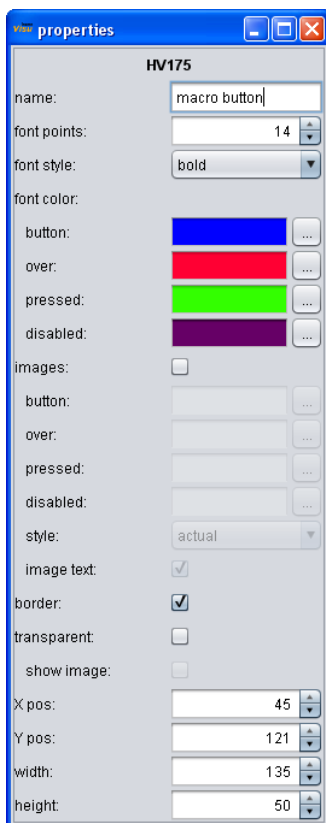 Visu properties
HV175
name: macro button
font points: 14
font style: bold
font color:
button: ...
over: ...
pressed: ...
disabled: ...
images:
button: ...
over: ...
pressed: ...
disabled: ...
style: actual
image text:
border:
transparent:
show image:
X pos: 45
Y pos: 121
width: 135
height: 50